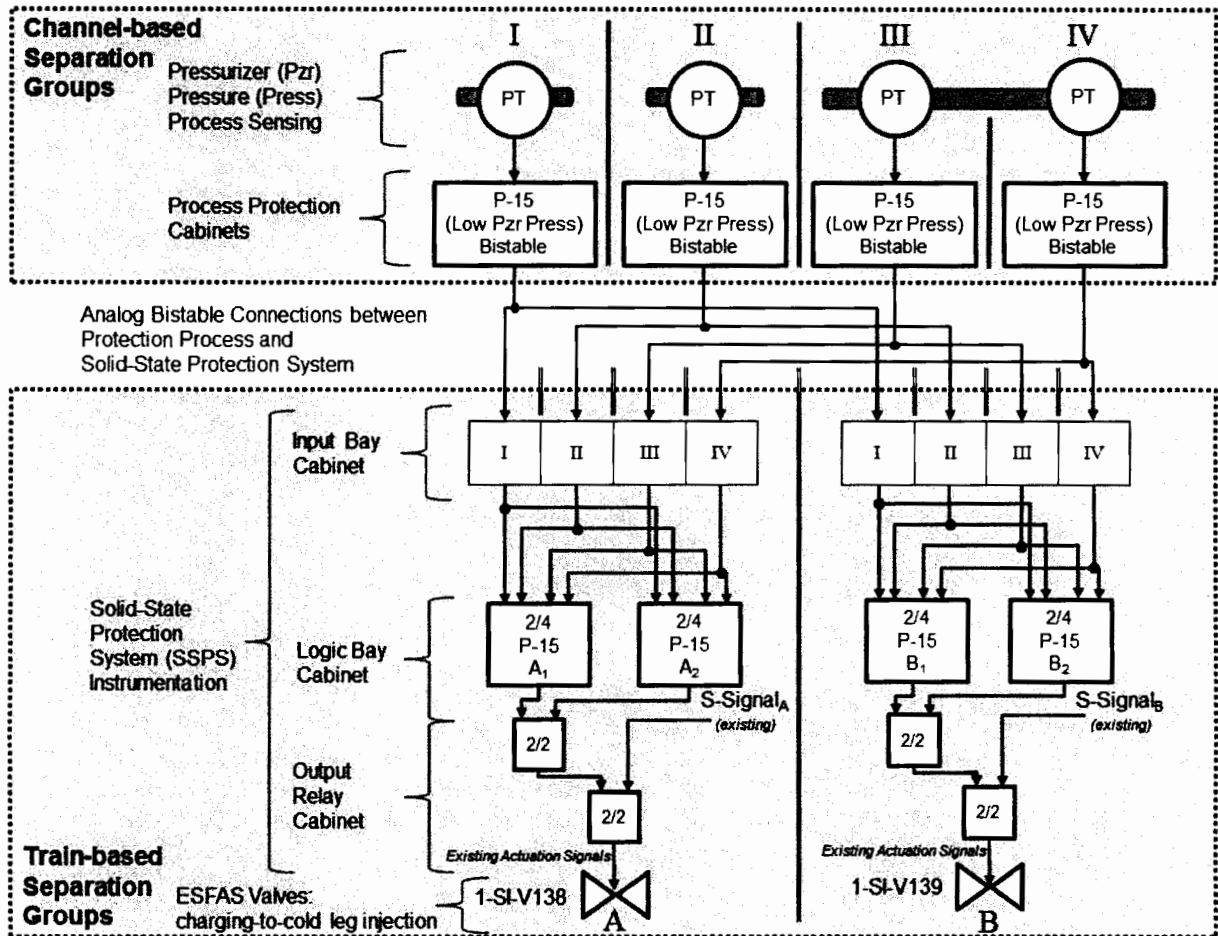 Channel-based
Separation
Groups
Pressurizer (Pzr)
Pressure (Press)
Process Sensing
I
II
III
IV
PT
PT
PT
PT
Process Protection
Cabinets
P-15
(Low Pzr Press)
Bistable
P-15
(Low Pzr Press)
Bistable
P-15
(Low Pzr Press)
Bistable
P-15
(Low Pzr Press)
Bistable
Analog Bistable Connections between
Protection Process and
Solid-State Protection System
Input Bay
Cabinet
I
II
III
IV
I
II
III
IV
Solid-State
Protection
System (SSPS)
Instrumentation
Logic Bay
Cabinet
2/4
P-15
A₁
2/4
P-15
A₂
2/4
P-15
B₁
2/4
P-15
B₂
S-Signal_A
(existing)
S-Signal_B
(existing)
2/2
2/2
Output
Relay
Cabinet
2/2
2/2
Existing Actuation Signals
Existing Actuation Signals
Train-based
Separation
Groups
ESFAS Valves:
charging-to-cold leg injection
1-SI-V138
A
1-SI-V139
B